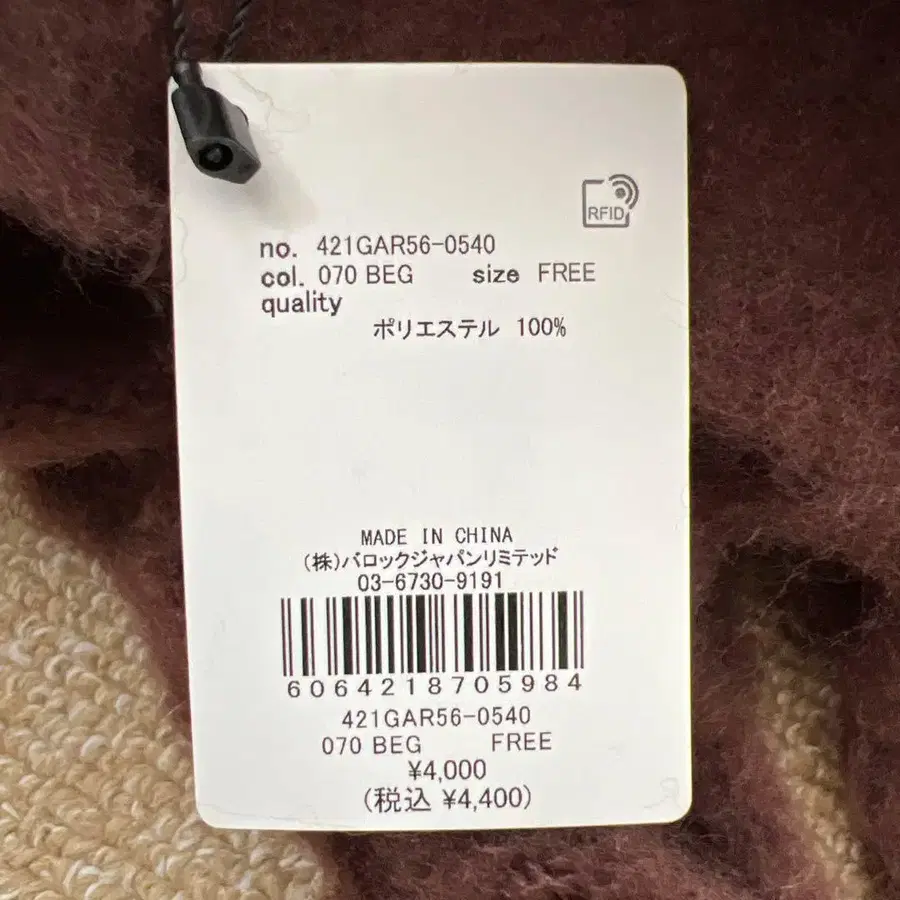 RFID
no. 421GAR56-0540
col. 070 BEG size FREE
quality
ポリエステル 100%
MADE IN CHINA
(株)バロックジャパンリミテッド
03-6730-9191
6064218705984
421GAR56-0540
070 BEG FREE
¥4,000
(税込 ¥4,400)